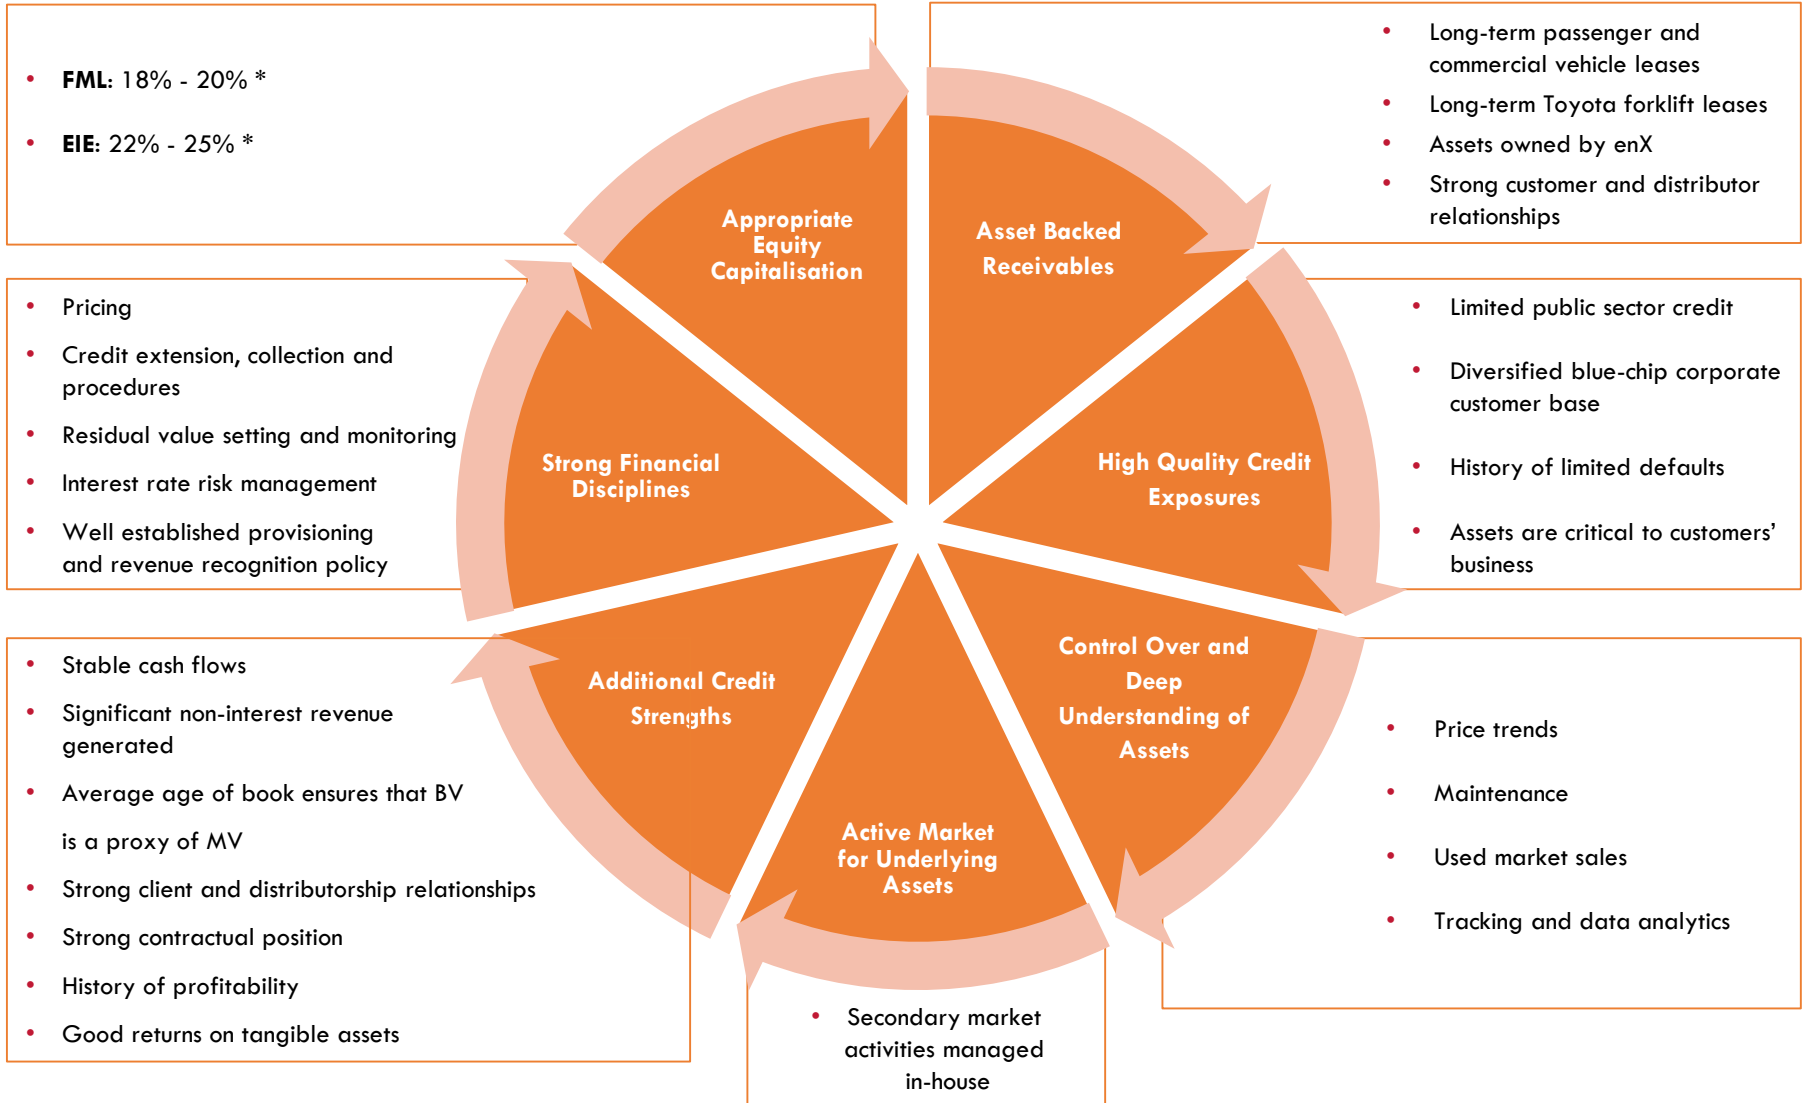 • FML: 18% - 20% *
• EIE: 22% - 25% *
• Long-term passenger and
commercial vehicle leases
• Long-term Toyota forklift leases
• Assets owned by enX
• Strong customer and distributor
relationships
Appropriate
Equity
Capitalisation
Asset Backed
Receivables
• Pricing
• Credit extension, collection and
procedures
• Residual value setting and monitoring
• Interest rate risk management
• Well established provisioning
and revenue recognition policy
Strong Financial
Disciplines
High Quality Credit
Exposures
• Limited public sector credit
• Diversified blue-chip corporate
customer base
• History of limited defaults
• Assets are critical to customers’
business
• Stable cash flows
• Significant non-interest revenue
generated
• Average age of book ensures that BV
is a proxy of MV
• Strong client and distributorship relationships
• Strong contractual position
• History of profitability
• Good returns on tangible assets
Additional Credit
Strengths
Control Over and
Deep
Understanding of
Assets
• Price trends
• Maintenance
• Used market sales
• Tracking and data analytics
Active Market
for Underlying
Assets
• Secondary market
activities managed
in-house